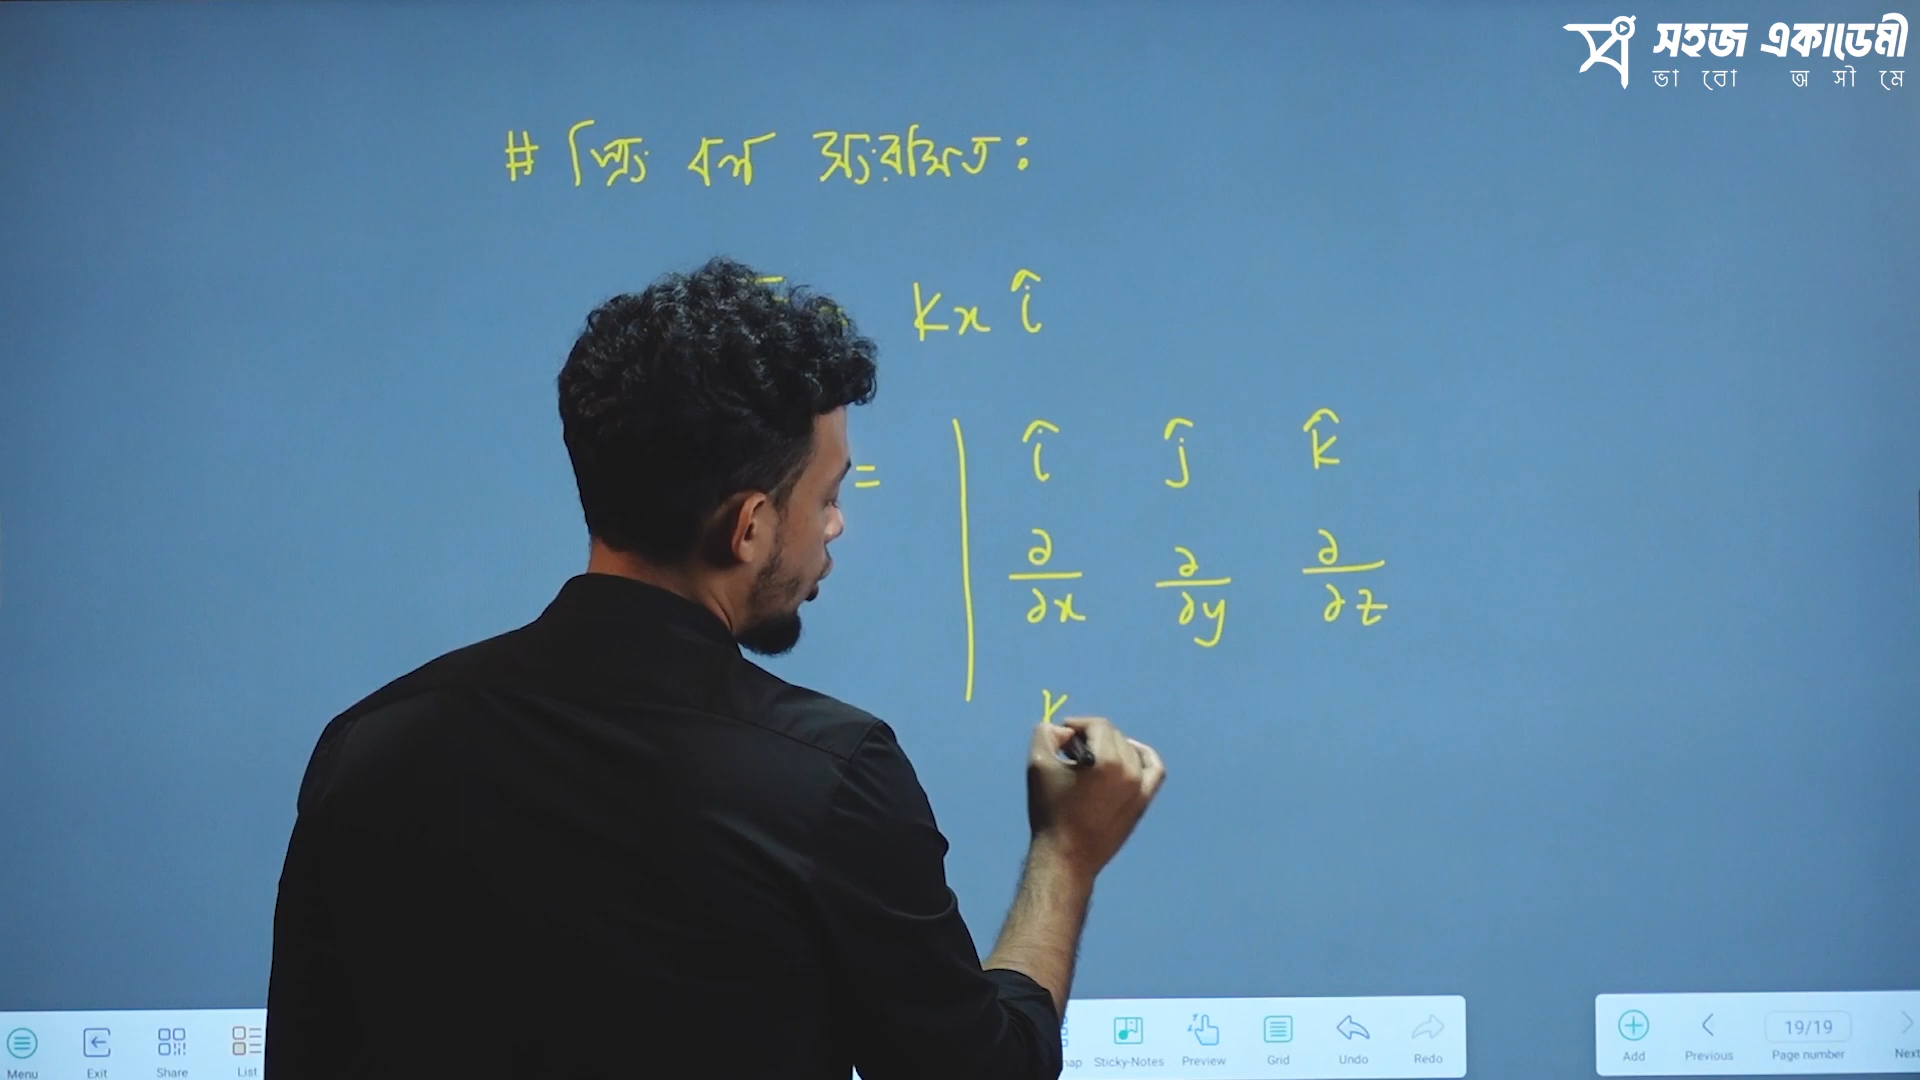 সহজ একাডেমী
ভাবো অসীমে
# স্প্রিং বল সংরক্ষিত:
kx î
= | î ĵ k̂
∂/∂x ∂/∂y ∂/∂z
k
Menu Exit Share List Sticky-Notes Preview Grid Undo Redo
Add Previous 19/19 Page number Next